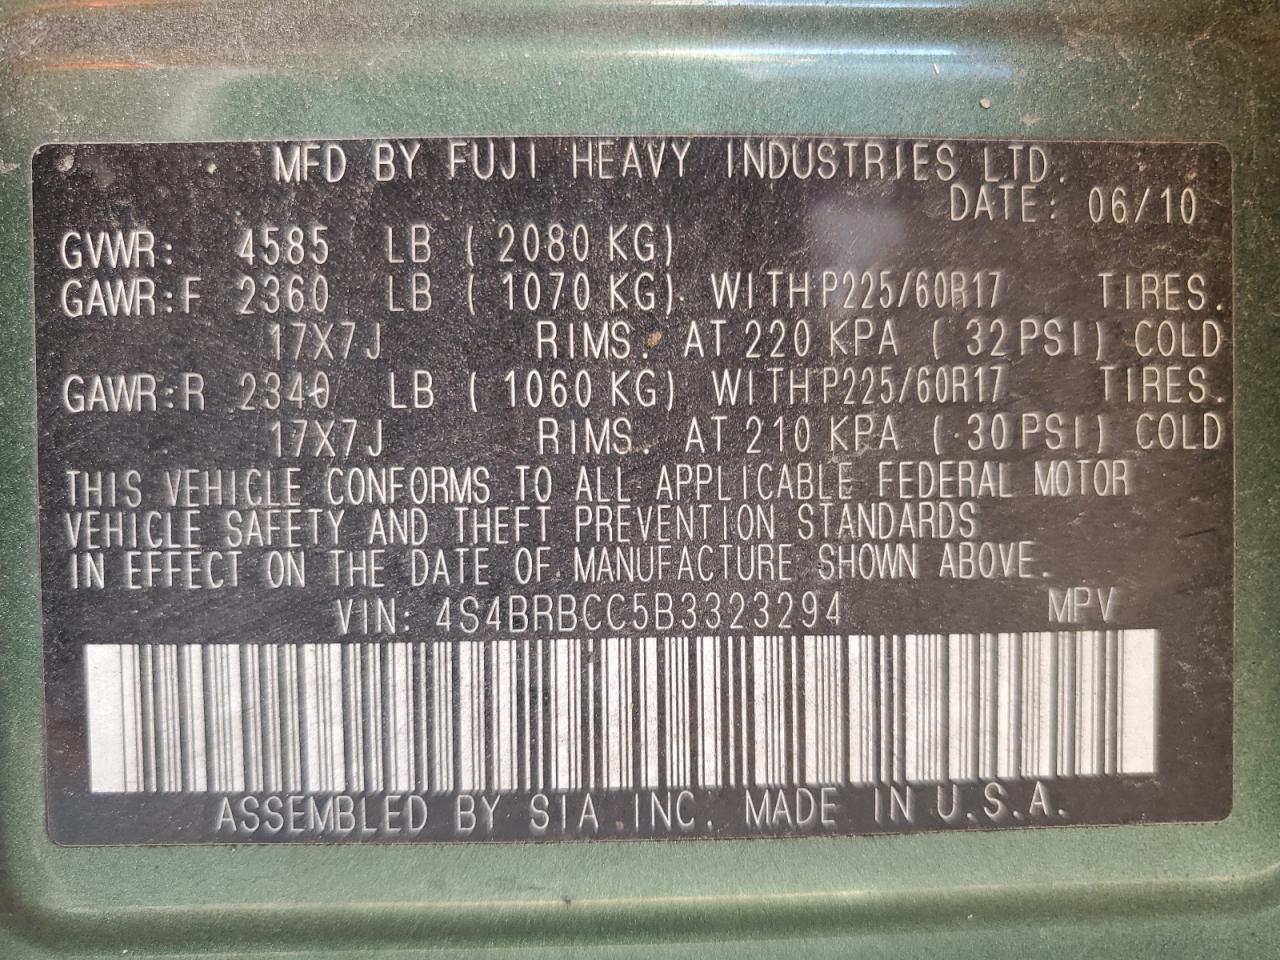 MFD BY FUJI HEAVY INDUSTRIES LTD.
DATE: 06/10
GVWR: 4585 LB ( 2080 KG)
GAWR:F 2360 LB ( 1070 KG) WITH P225/60R17 TIRES.
17X7J RIMS. AT 220 KPA ( 32 PSI) COLD
GAWR:R 2340 LB ( 1060 KG) WITH P225/60R17 TIRES.
17X7J RIMS. AT 210 KPA ( 30 PSI) COLD
THIS VEHICLE CONFORMS TO ALL APPLICABLE FEDERAL MOTOR
VEHICLE SAFETY AND THEFT PREVENTION STANDARDS
IN EFFECT ON THE DATE OF MANUFACTURE SHOWN ABOVE.
VIN: 4S4BRBCC5B3323294 MPV
ASSEMBLED BY SIA INC. MADE IN U.S.A.